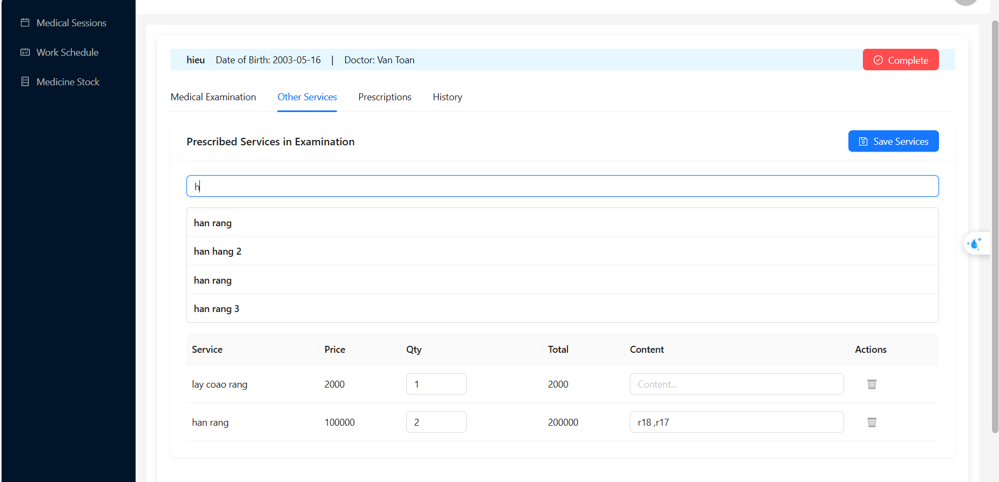 Medical Sessions
Work Schedule
Medicine Stock
hieu Date of Birth: 2003-05-16 | Doctor: Van Toan
Complete
Medical Examination Other Services Prescriptions History
Prescribed Services in Examination
Save Services
h
han rang
han hang 2
han rang
han rang 3
Service Price Qty Total Content Actions
lay coao rang 2000 1 2000 Content...
han rang 100000 2 200000 r18 ,r17